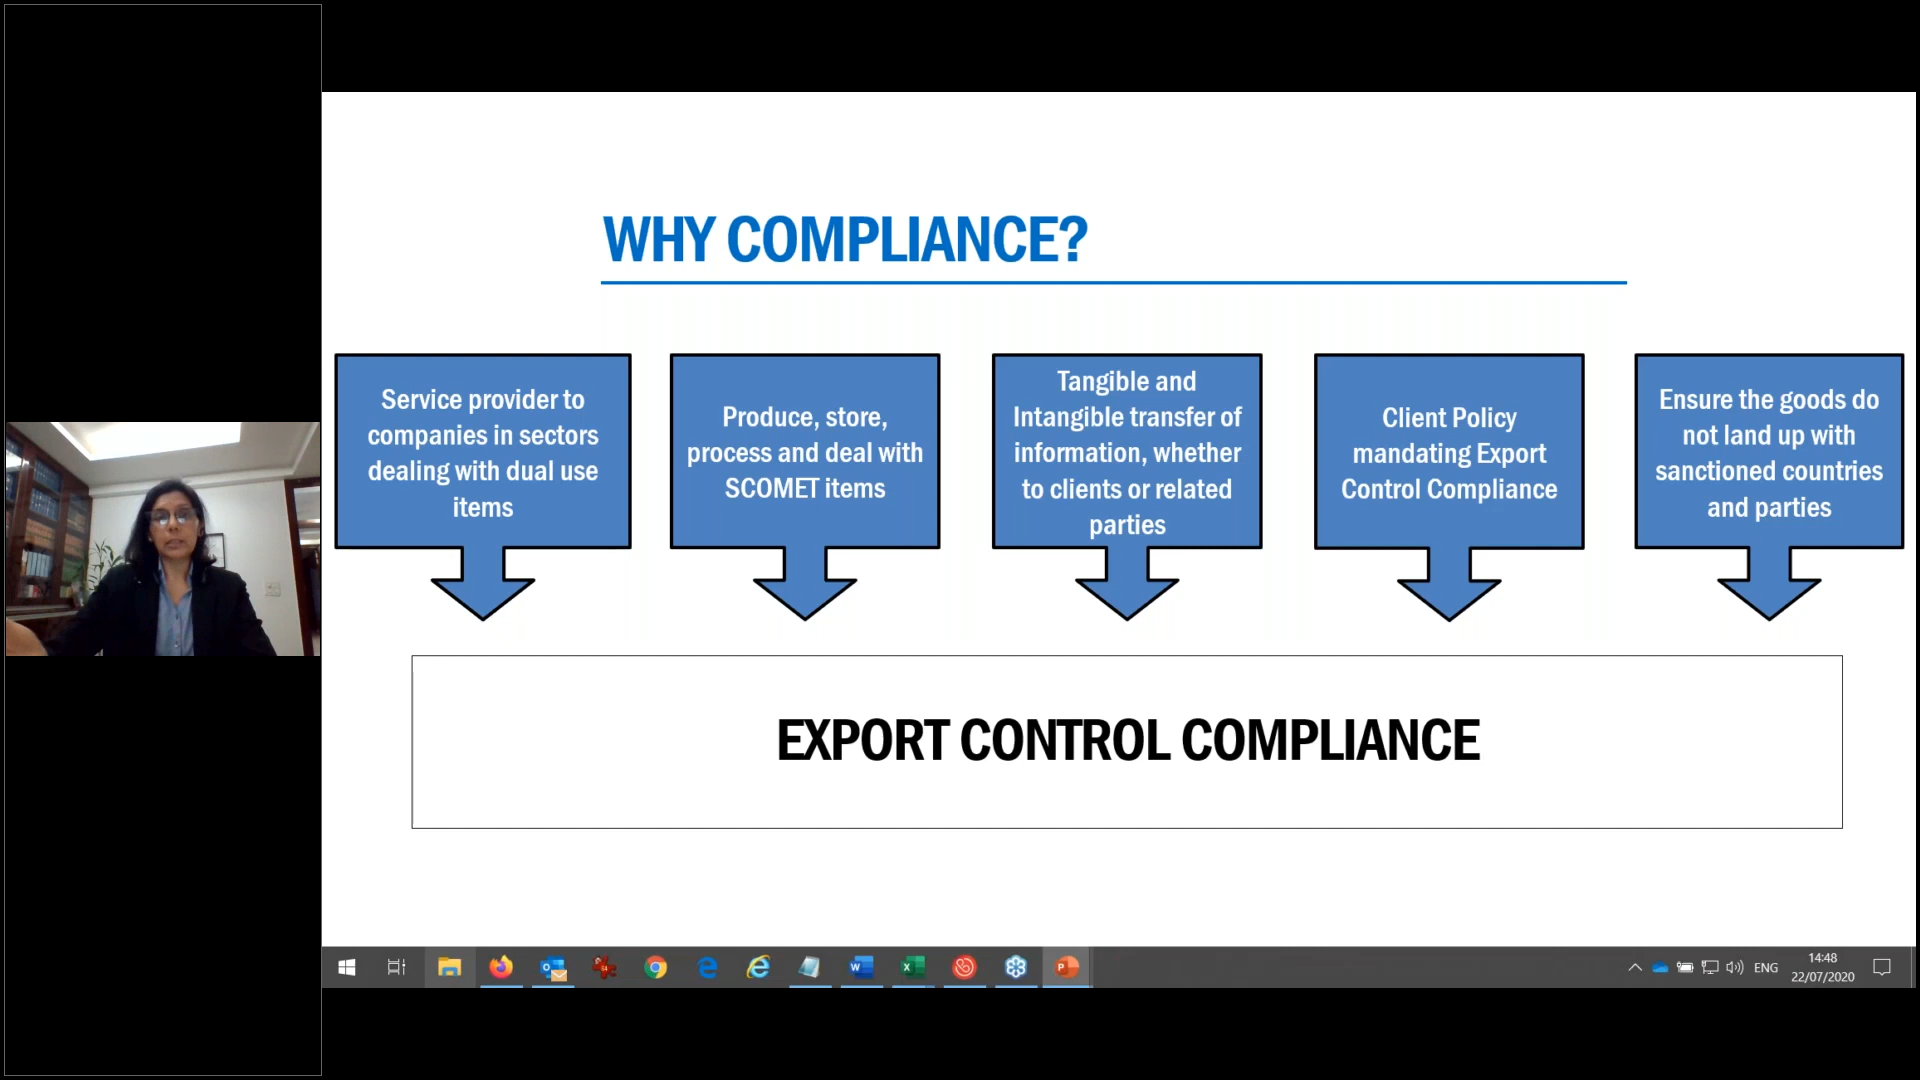 WHY COMPLIANCE?
Service provider to
companies in sectors
dealing with dual use
items
Produce, store,
process and deal with
SCOMET items
Tangible and
Intangible transfer of
information, whether
to clients or related
parties
Client Policy
mandating Export
Control Compliance
Ensure the goods do
not land up with
sanctioned countries
and parties
EXPORT CONTROL COMPLIANCE
ENG
14:48
22/07/2020